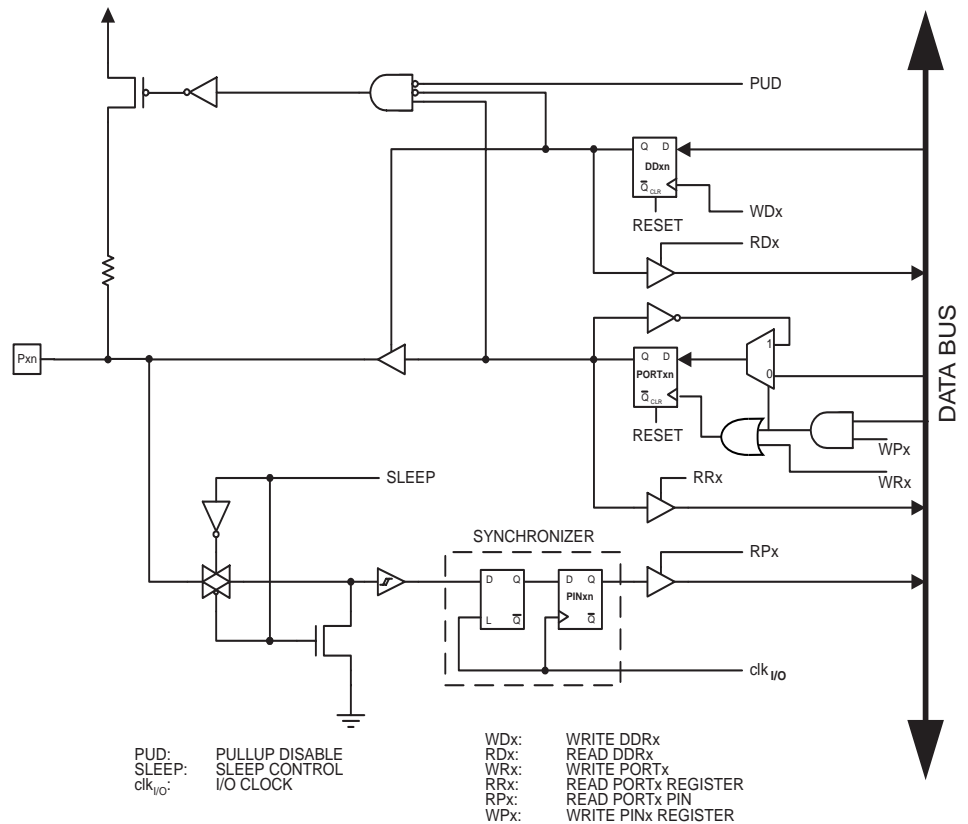 PUD
Q D
DDxn
Q CLR
WDx
RESET
RDx
Pxn
1
Q D
PORTxn
0
Q CLR
RESET
WPx
WRx
SLEEP
RRx
SYNCHRONIZER
RPx
D Q
D Q
PINxn
L Q
Q
clk I/O
DATA BUS
PUD: PULLUP DISABLE
SLEEP: SLEEP CONTROL
clkI/O: I/O CLOCK
WDx: WRITE DDRx
RDx: READ DDRx
WRx: WRITE PORTx
RRx: READ PORTx REGISTER
RPx: READ PORTx PIN
WPx: WRITE PINx REGISTER